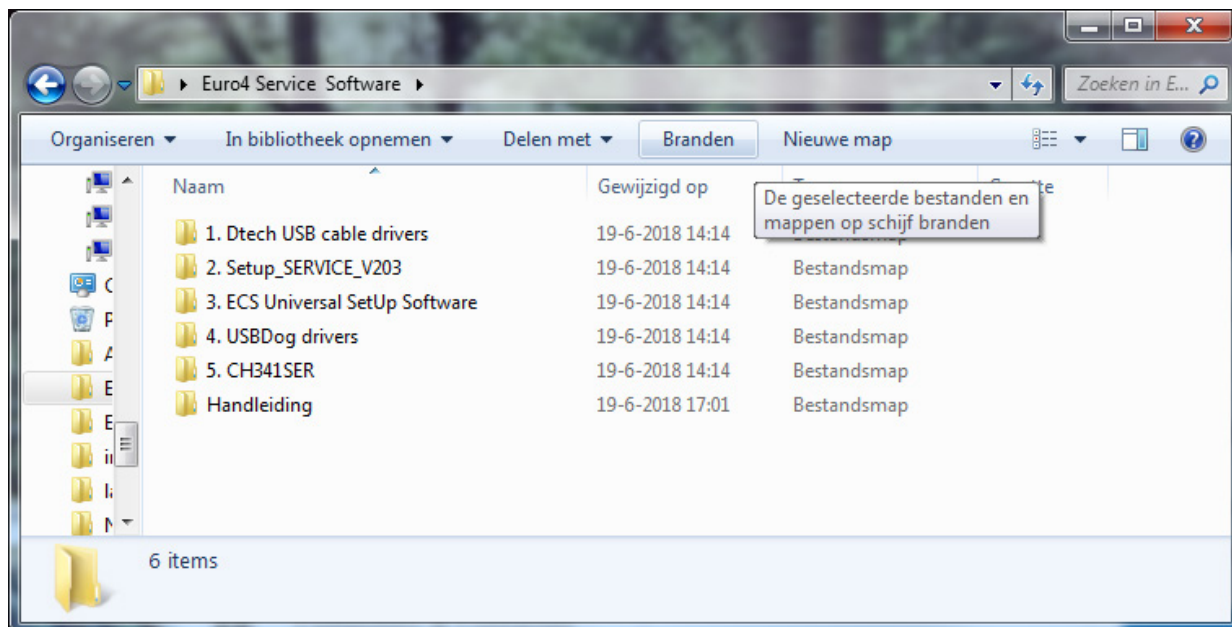 Euro4 Service Software
Zoeken in E...
Organiseren
In bibliotheek opnemen
Delen met
Branden
Nieuwe map
Naam
Gewijzigd op
De geselecteerde bestanden en
mappen op schijf branden
1. Dtech USB cable drivers 19-6-2018 14:14
2. Setup_SERVICE_V203 19-6-2018 14:14 Bestandsmap
3. ECS Universal SetUp Software 19-6-2018 14:14 Bestandsmap
4. USBDog drivers 19-6-2018 14:14 Bestandsmap
5. CH341SER 19-6-2018 14:14 Bestandsmap
Handleiding 19-6-2018 17:01 Bestandsmap
6 items